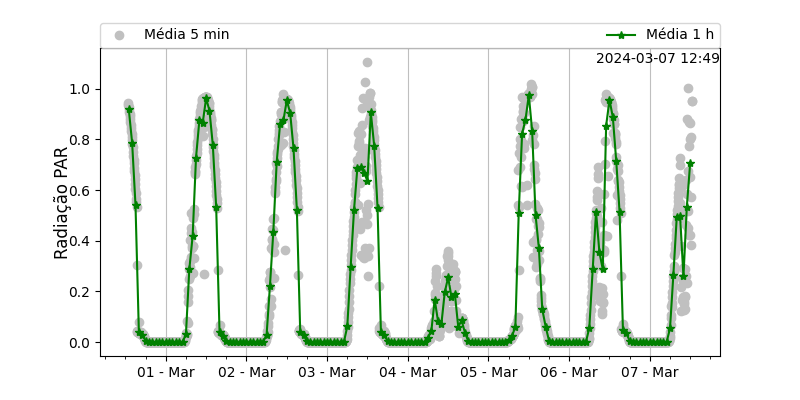 Média 5 min
Média 1 h
2024-03-07 12:49
Radiação PAR
1.0
0.8
0.6
0.4
0.2
0.0
01 - Mar
02 - Mar
03 - Mar
04 - Mar
05 - Mar
06 - Mar
07 - Mar